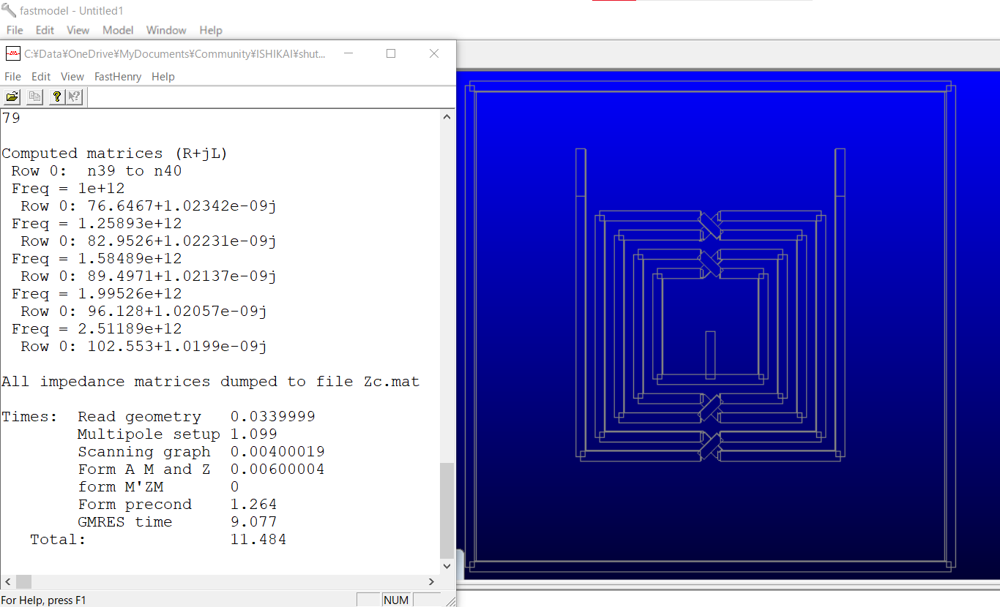 fastmodel - Untitled1
File Edit View Model Window Help
C:¥Data¥OneDrive¥MyDocuments¥Community¥ISHIKAI¥shut...
File Edit View FastHenry Help
79
Computed matrices (R+jL)
Row 0: n39 to n40
Freq = 1e+12
Row 0: 76.6467+1.02342e-09j
Freq = 1.25893e+12
Row 0: 82.9526+1.02231e-09j
Freq = 1.58489e+12
Row 0: 89.4971+1.02137e-09j
Freq = 1.99526e+12
Row 0: 96.128+1.02057e-09j
Freq = 2.51189e+12
Row 0: 102.553+1.0199e-09j
All impedance matrices dumped to file Zc.mat
Times: Read geometry 0.0339999
Multipole setup 1.099
Scanning graph 0.00400019
Form A M and Z 0.00600004
form M'ZM 0
Form precond 1.264
GMRES time 9.077
Total: 11.484
For Help, press F1
NUM